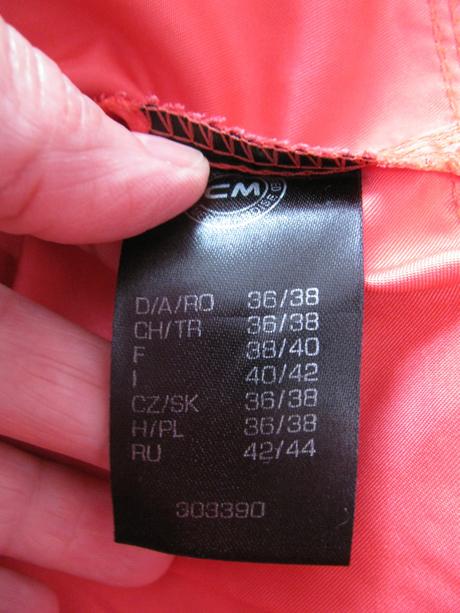 CM
D/A/RO 36/38
CH/TR 36/38
F 38/40
I 40/42
CZ/SK 36/38
H/PL 36/38
RU 42/44
303390